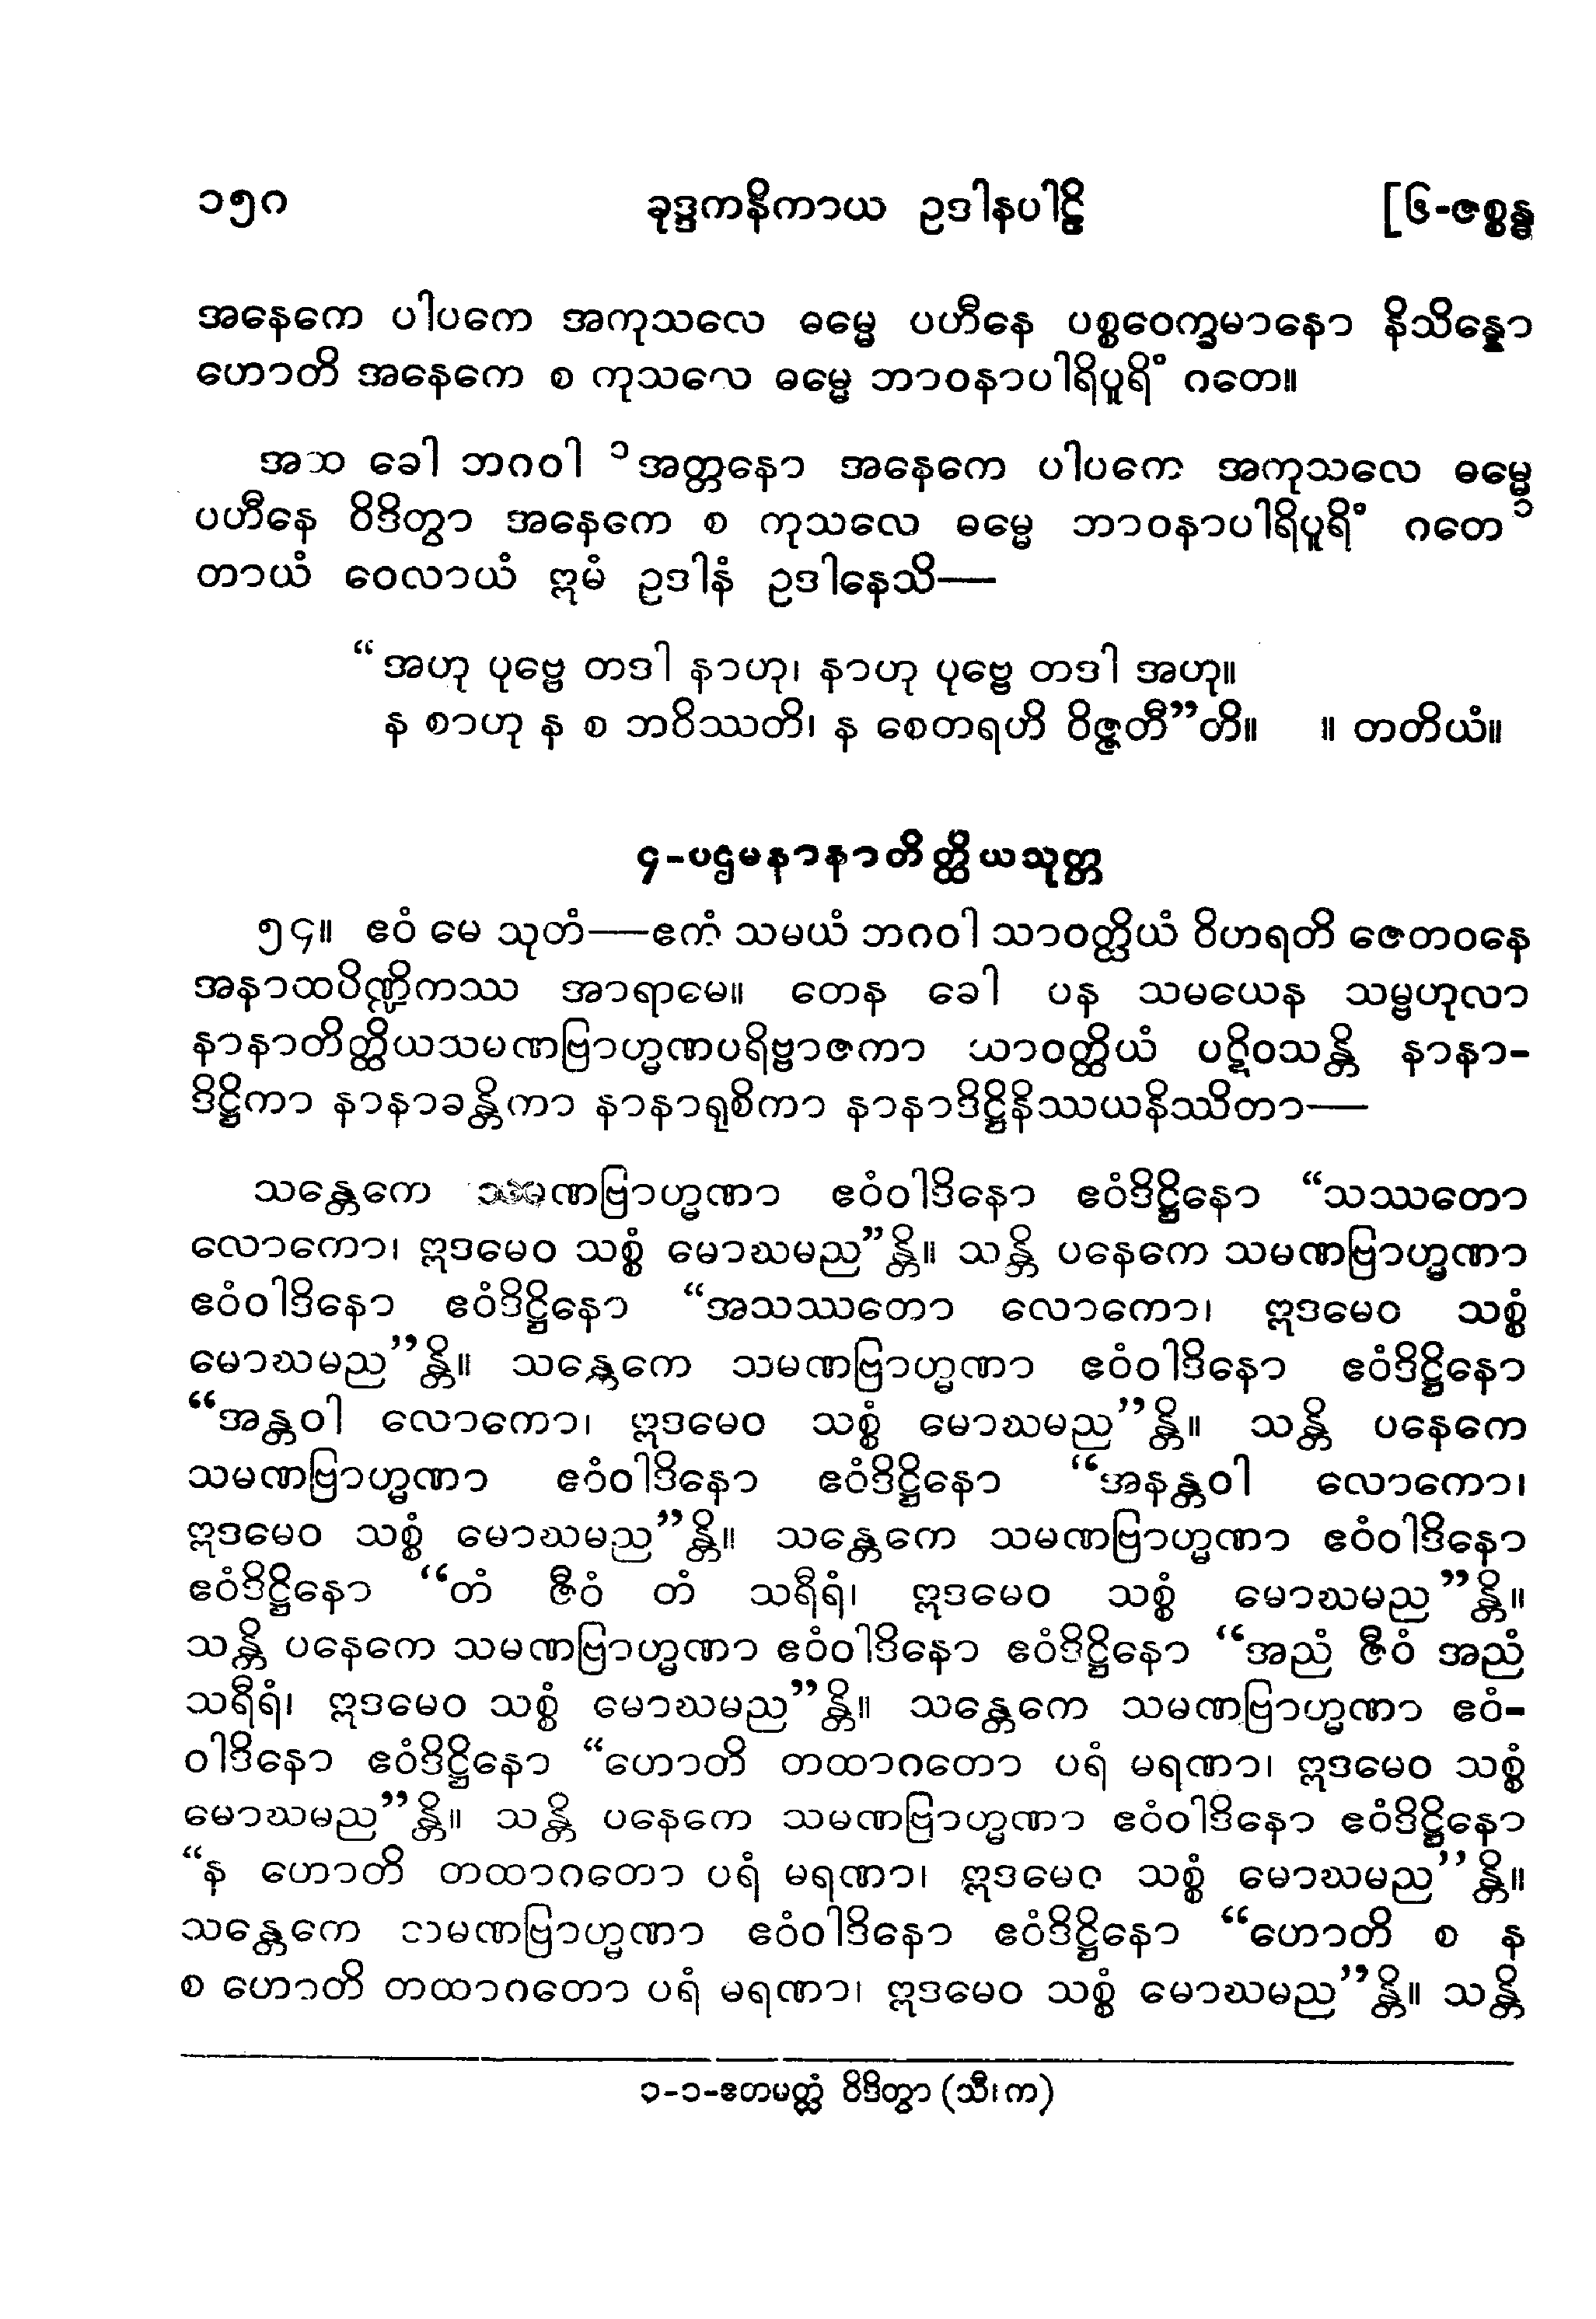 ၁၅ဝ ခုဒ္ဒကနိကာယ ဥဒါနပါဠိ [၆-ဇစ္စန္ဓ
အနေကေ ပါပကေ အကုသလေ ဓမ္မေ ပဟီနေ ပစ္စဝေက္ခမာနော နိသိန္နော
ဟောတိ အနေကေ စ ကုသလေ ဓမ္မေ ဘာဝနာပါရိပူရိံ ဂတေ။
အထ ခေါ ဘဂဝါ ၁အတ္တနော အနေကေ ပါပကေ အကုသလေ ဓမ္မေ
ပဟီနေ ဝိဒိတွာ အနေကေ စ ကုသလေ ဓမ္မေ ဘာဝနာပါရိပူရိံ ဂတေ၁
တာယံ ဝေလာယံ ဣမံ ဥဒါနံ ဥဒါနေသိ—
“အဟု ပုဗ္ဗေ တဒါ နာဟု၊ နာဟု ပုဗ္ဗေ တဒါ အဟု။
န စာဟု န စ ဘဝိဿတိ၊ န စေတရဟိ ဝိဇ္ဇတီ”တိ။ ။ တတိယံ။
၄-ပဌမနာနာတိတ္ထိယသုတ္တ
၅၄။ ဧဝံ မေ သုတံ—ဧကံ သမယံ ဘဂဝါ သာဝတ္ထိယံ ဝိဟရတိ ဇေတဝနေ
အနာထပိဏ္ဍိကဿ အာရာမေ။ တေန ခေါ ပန သမယေန သမ္ဗဟုလာ
နာနာတိတ္ထိယသမဏဗြာဟ္မဏပရိဗ္ဗာဇကာ သာဝတ္ထိယံ ပဋိဝသန္တိ နာနာ-
ဒိဋ္ဌိကာ နာနာခန္တိကာ နာနာရုစိကာ နာနာဒိဋ္ဌိနိဿယနိဿိတာ—
သန္တေကေ သမဏဗြာဟ္မဏာ ဧဝံဝါဒိနော ဧဝံဒိဋ္ဌိနော “သဿတော
လောကော၊ ဣဒမေဝ သစ္စံ မောဃမည”န္တိ။ သန္တိ ပနေကေ သမဏဗြာဟ္မဏာ
ဧဝံဝါဒိနော ဧဝံဒိဋ္ဌိနော “အသဿတော လောကော၊ ဣဒမေဝ သစ္စံ
မောဃမည”န္တိ။ သန္တေကေ သမဏဗြာဟ္မဏာ ဧဝံဝါဒိနော ဧဝံဒိဋ္ဌိနော
“အန္တဝါ လောကော၊ ဣဒမေဝ သစ္စံ မောဃမည”န္တိ။ သန္တိ ပနေကေ
သမဏဗြာဟ္မဏာ ဧဝံဝါဒိနော ဧဝံဒိဋ္ဌိနော “အနန္တဝါ လောကော၊
ဣဒမေဝ သစ္စံ မောဃမည”န္တိ။ သန္တေကေ သမဏဗြာဟ္မဏာ ဧဝံဝါဒိနော
ဧဝံဒိဋ္ဌိနော “တံ ဇီဝံ တံ သရီရံ၊ ဣဒမေဝ သစ္စံ မောဃမည”န္တိ။
သန္တိ ပနေကေ သမဏဗြာဟ္မဏာ ဧဝံဝါဒိနော ဧဝံဒိဋ္ဌိနော “အညံ ဇီဝံ အညံ
သရီရံ၊ ဣဒမေဝ သစ္စံ မောဃမည”န္တိ။ သန္တေကေ သမဏဗြာဟ္မဏာ ဧဝံ-
ဝါဒိနော ဧဝံဒိဋ္ဌိနော “ဟောတိ တထာဂတော ပရံ မရဏာ၊ ဣဒမေဝ သစ္စံ
မောဃမည”န္တိ။ သန္တိ ပနေကေ သမဏဗြာဟ္မဏာ ဧဝံဝါဒိနော ဧဝံဒိဋ္ဌိနော
“န ဟောတိ တထာဂတော ပရံ မရဏာ၊ ဣဒမေဝ သစ္စံ မောဃမည”န္တိ။
သန္တေကေ သမဏဗြာဟ္မဏာ ဧဝံဝါဒိနော ဧဝံဒိဋ္ဌိနော “ဟောတိ စ န
စ ဟောတိ တထာဂတော ပရံ မရဏာ၊ ဣဒမေဝ သစ္စံ မောဃမည”န္တိ။ သန္တိ
၁-၁-ဧတမတ္ထံ ဝိဒိတွာ (သီ၊က)